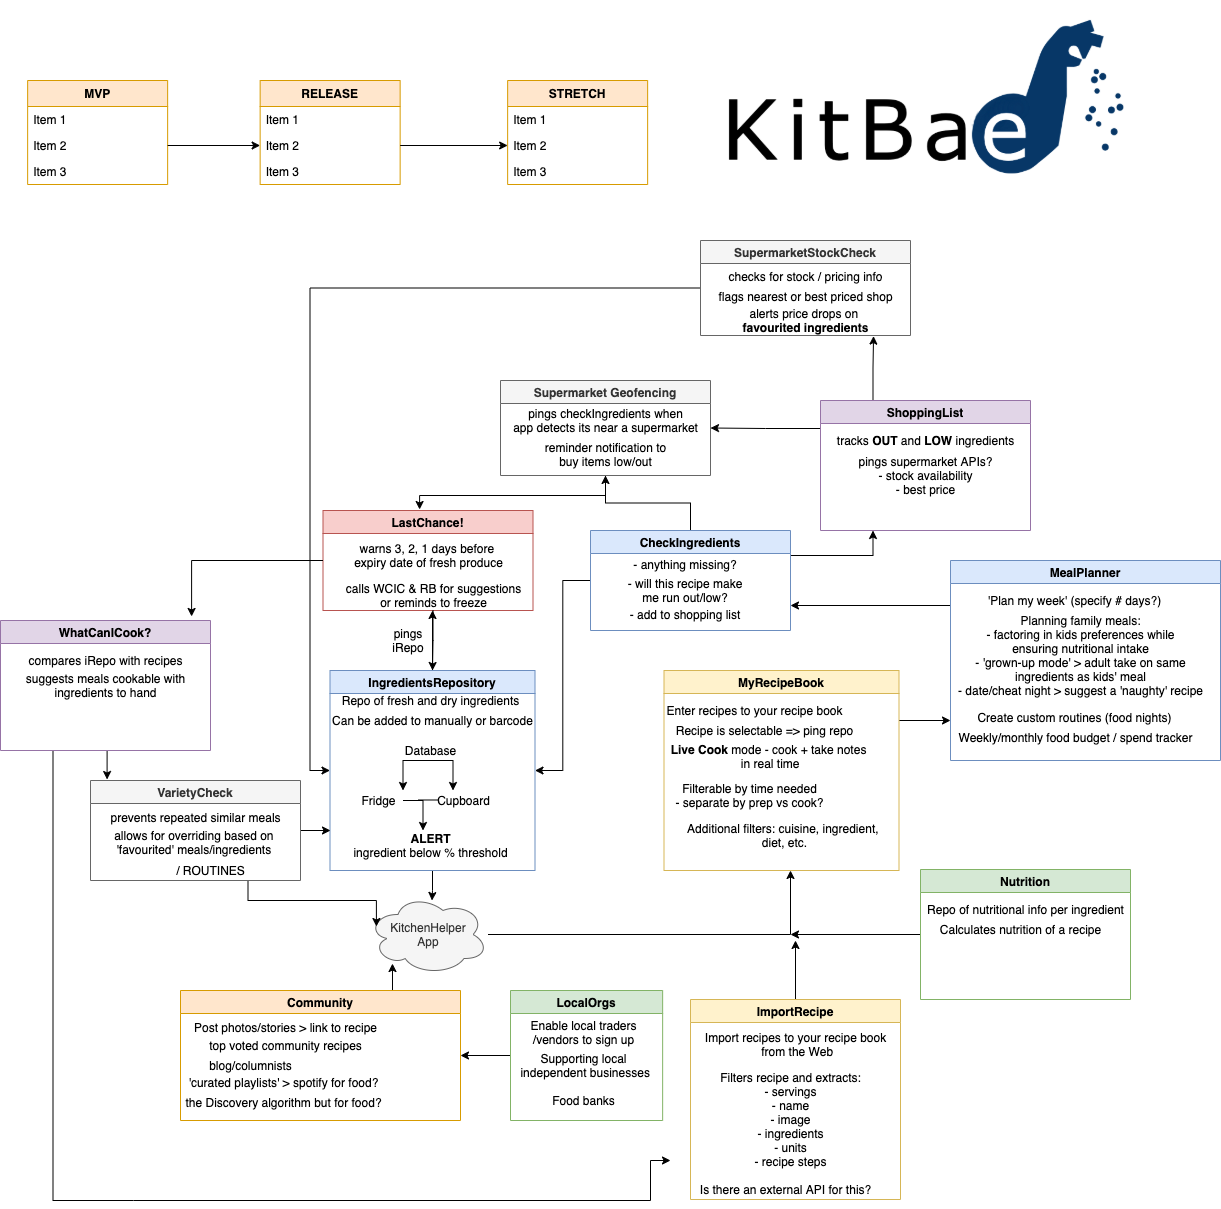 MVP
Item 1
Item 2
Item 3
RELEASE
Item 1
Item 2
Item 3
STRETCH
Item 1
Item 2
Item 3
KitBae
SupermarketStockCheck
checks for stock / pricing info
flags nearest or best priced shop
alerts price drops on
favourited ingredients
Supermarket Geofencing
pings checkIngredients when
app detects its near a supermarket
reminder notification to
buy items low/out
ShoppingList
tracks OUT and LOW ingredients
pings supermarket APIs?
- stock availability
- best price
LastChance!
warns 3, 2, 1 days before
expiry date of fresh produce
calls WCIC & RB for suggestions
or reminds to freeze
CheckIngredients
- anything missing?
- will this recipe make
me run out/low?
- add to shopping list
MealPlanner
'Plan my week' (specify # days?)
Planning family meals:
- factoring in kids preferences while
ensuring nutritional intake
- 'grown-up mode' > adult take on same
ingredients as kids' meal
- date/cheat night > suggest a 'naughty' recipe
Create custom routines (food nights)
Weekly/monthly food budget / spend tracker
WhatCanICook?
compares iRepo with recipes
suggests meals cookable with
ingredients to hand
pings
iRepo
IngredientsRepository
Repo of fresh and dry ingredients
Can be added to manually or barcode
Database
Fridge
Cupboard
ALERT
ingredient below % threshold
MyRecipeBook
Enter recipes to your recipe book
Recipe is selectable => ping repo
Live Cook mode - cook + take notes
in real time
Filterable by time needed
- separate by prep vs cook?
Additional filters: cuisine, ingredient,
diet, etc.
VarietyCheck
prevents repeated similar meals
allows for overriding based on
'favourited' meals/ingredients
/ ROUTINES
KitchenHelper
App
Nutrition
Repo of nutritional info per ingredient
Calculates nutrition of a recipe
Community
Post photos/stories > link to recipe
top voted community recipes
blog/columnists
'curated playlists' > spotify for food?
the Discovery algorithm but for food?
LocalOrgs
Enable local traders
/vendors to sign up
Supporting local
independent businesses
Food banks
ImportRecipe
Import recipes to your recipe book
from the Web
Filters recipe and extracts:
- servings
- name
- image
- ingredients
- units
- recipe steps
Is there an external API for this?